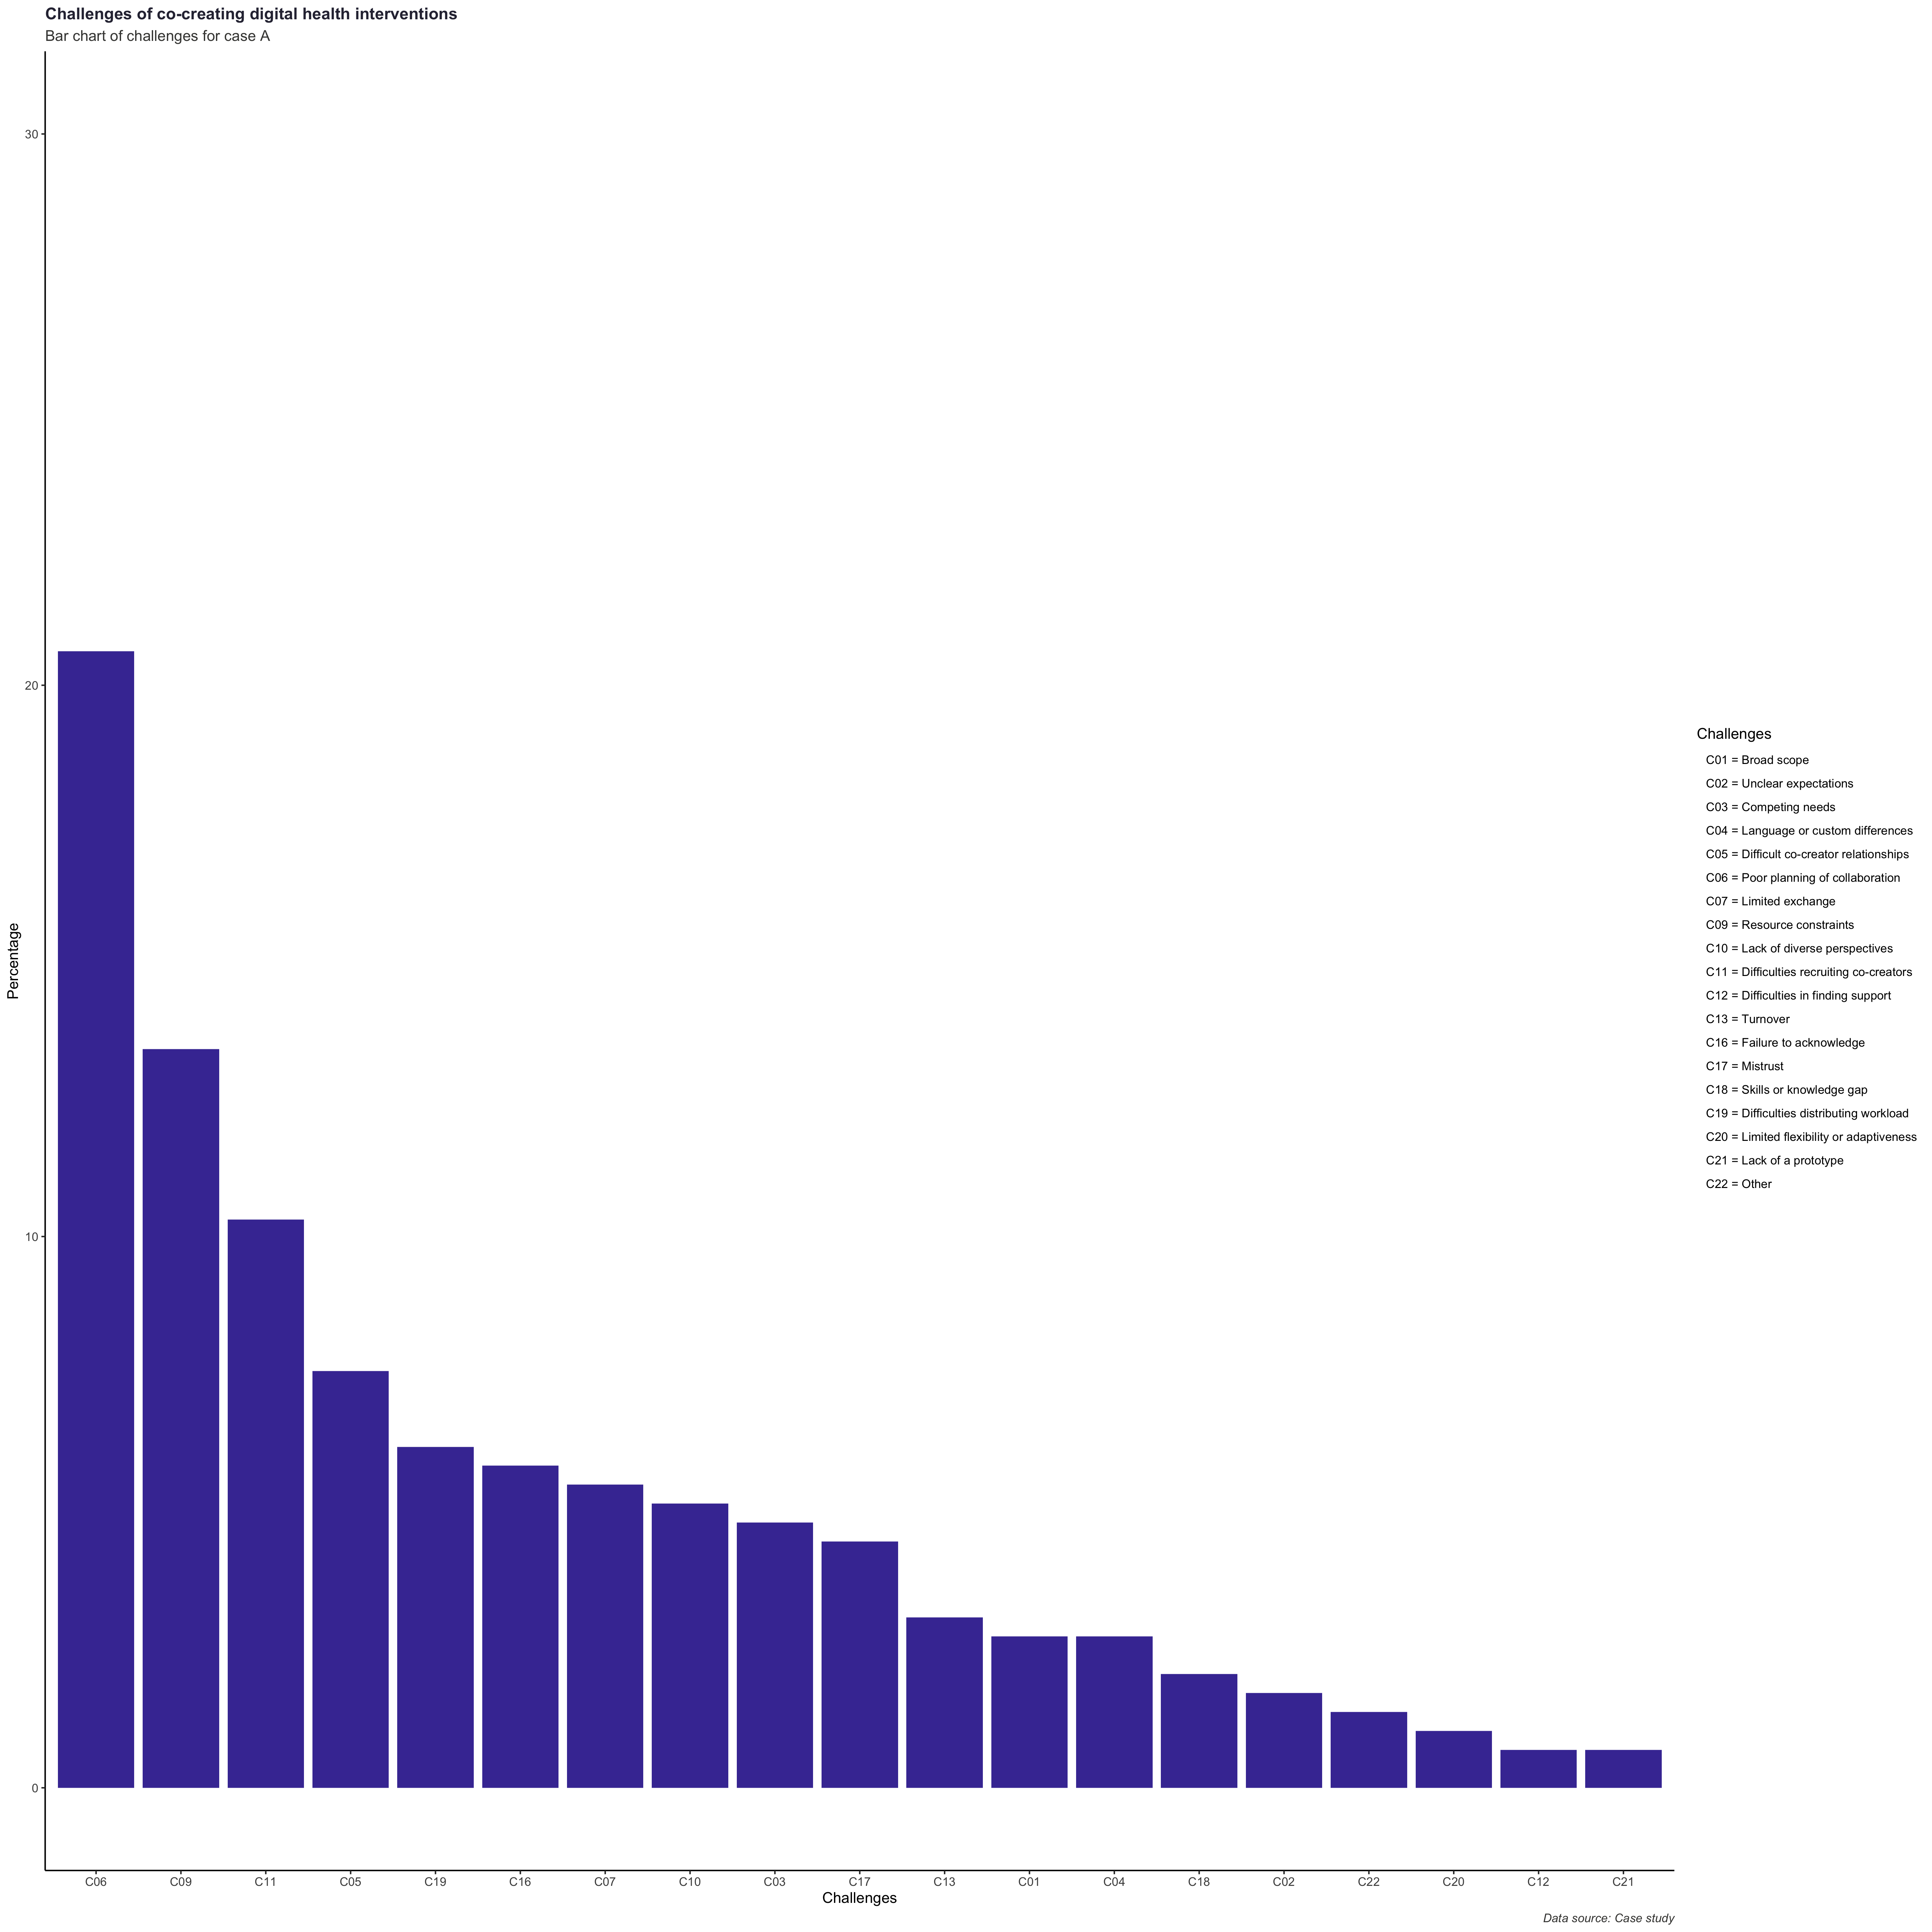 Challenges of co-creating digital health interventions
Bar chart of challenges for case A
30
20
10
0
Percentage
C06 C09 C11 C05 C19 C16 C07 C10 C03 C17 C13 C01 C04 C18 C02 C22 C20 C12 C21
Challenges
Data source: Case study
Challenges
C01 = Broad scope
C02 = Unclear expectations
C03 = Competing needs
C04 = Language or custom differences
C05 = Difficult co-creator relationships
C06 = Poor planning of collaboration
C07 = Limited exchange
C09 = Resource constraints
C10 = Lack of diverse perspectives
C11 = Difficulties recruiting co-creators
C12 = Difficulties in finding support
C13 = Turnover
C16 = Failure to acknowledge
C17 = Mistrust
C18 = Skills or knowledge gap
C19 = Difficulties distributing workload
C20 = Limited flexibility or adaptiveness
C21 = Lack of a prototype
C22 = Other